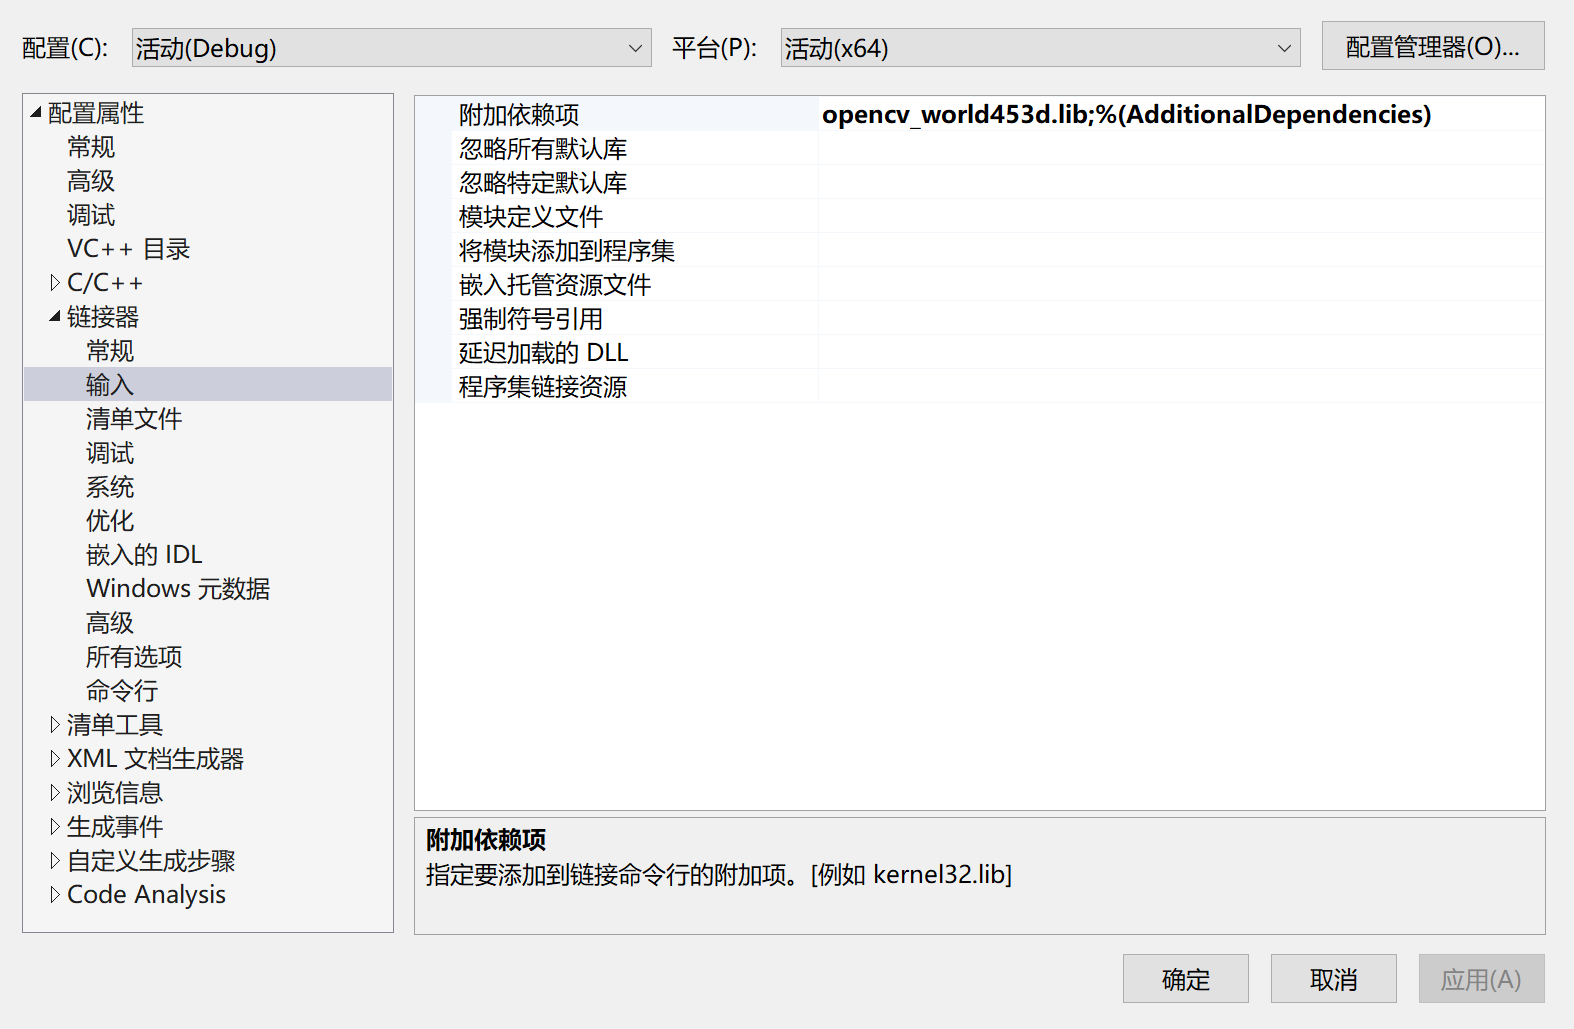 配置(C):
活动(Debug)
平台(P):
活动(x64)
配置管理器(O)...
配置属性
常规
高级
调试
VC++ 目录
C/C++
链接器
常规
输入
清单文件
调试
系统
优化
嵌入的 IDL
Windows 元数据
高级
所有选项
命令行
清单工具
XML 文档生成器
浏览信息
生成事件
自定义生成步骤
Code Analysis
附加依赖项 opencv_world453d.lib;%(AdditionalDependencies)
忽略所有默认库
忽略特定默认库
模块定义文件
将模块添加到程序集
嵌入托管资源文件
强制符号引用
延迟加载的 DLL
程序集链接资源
附加依赖项
指定要添加到链接命令行的附加项。[例如 kernel32.lib]
确定
取消
应用(A)